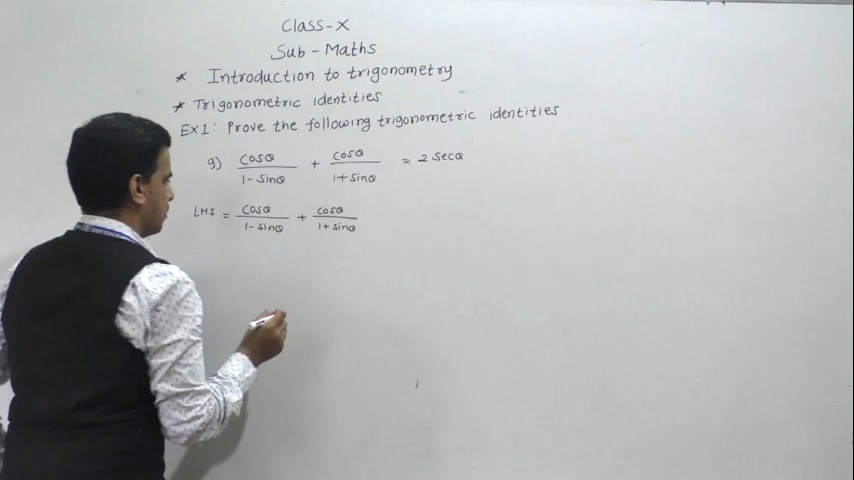 Class-X
Sub - Maths
* Introduction to trigonometry
* Trigonometric identities
EX1: Prove the following trigonometric identities
9) cosθ / 1 - sinθ + cosθ / 1 + sinθ = 2 secθ
LHS = cosθ / 1 - sinθ + cosθ / 1 + sinθ